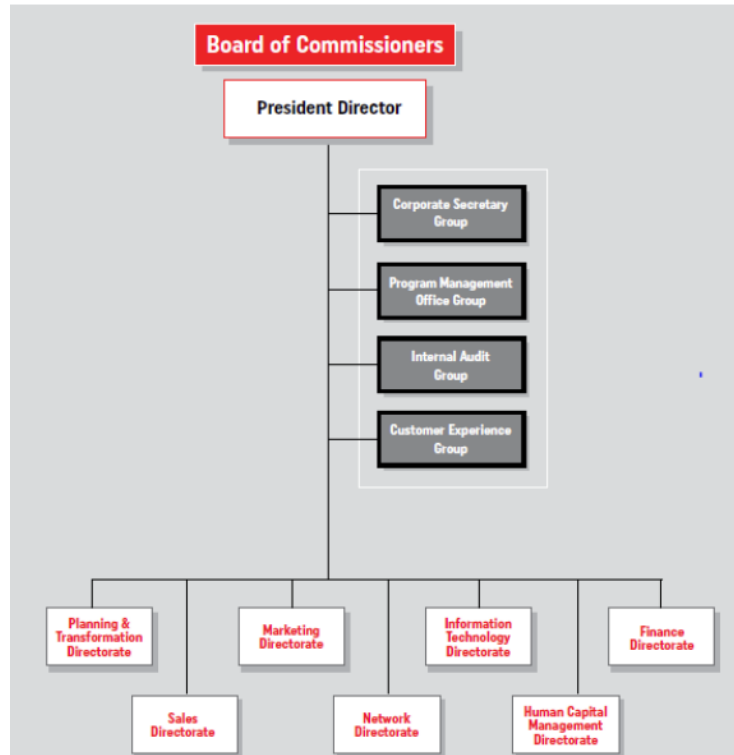 Board of Commissioners
President Director
Corporate Secretary
Group
Program Management
Office Group
Internal Audit
Group
Customer Experience
Group
Planning &
Transformation
Directorate
Marketing
Directorate
Information
Technology
Directorate
Finance
Directorate
Sales
Directorate
Network
Directorate
Human Capital
Management
Directorate